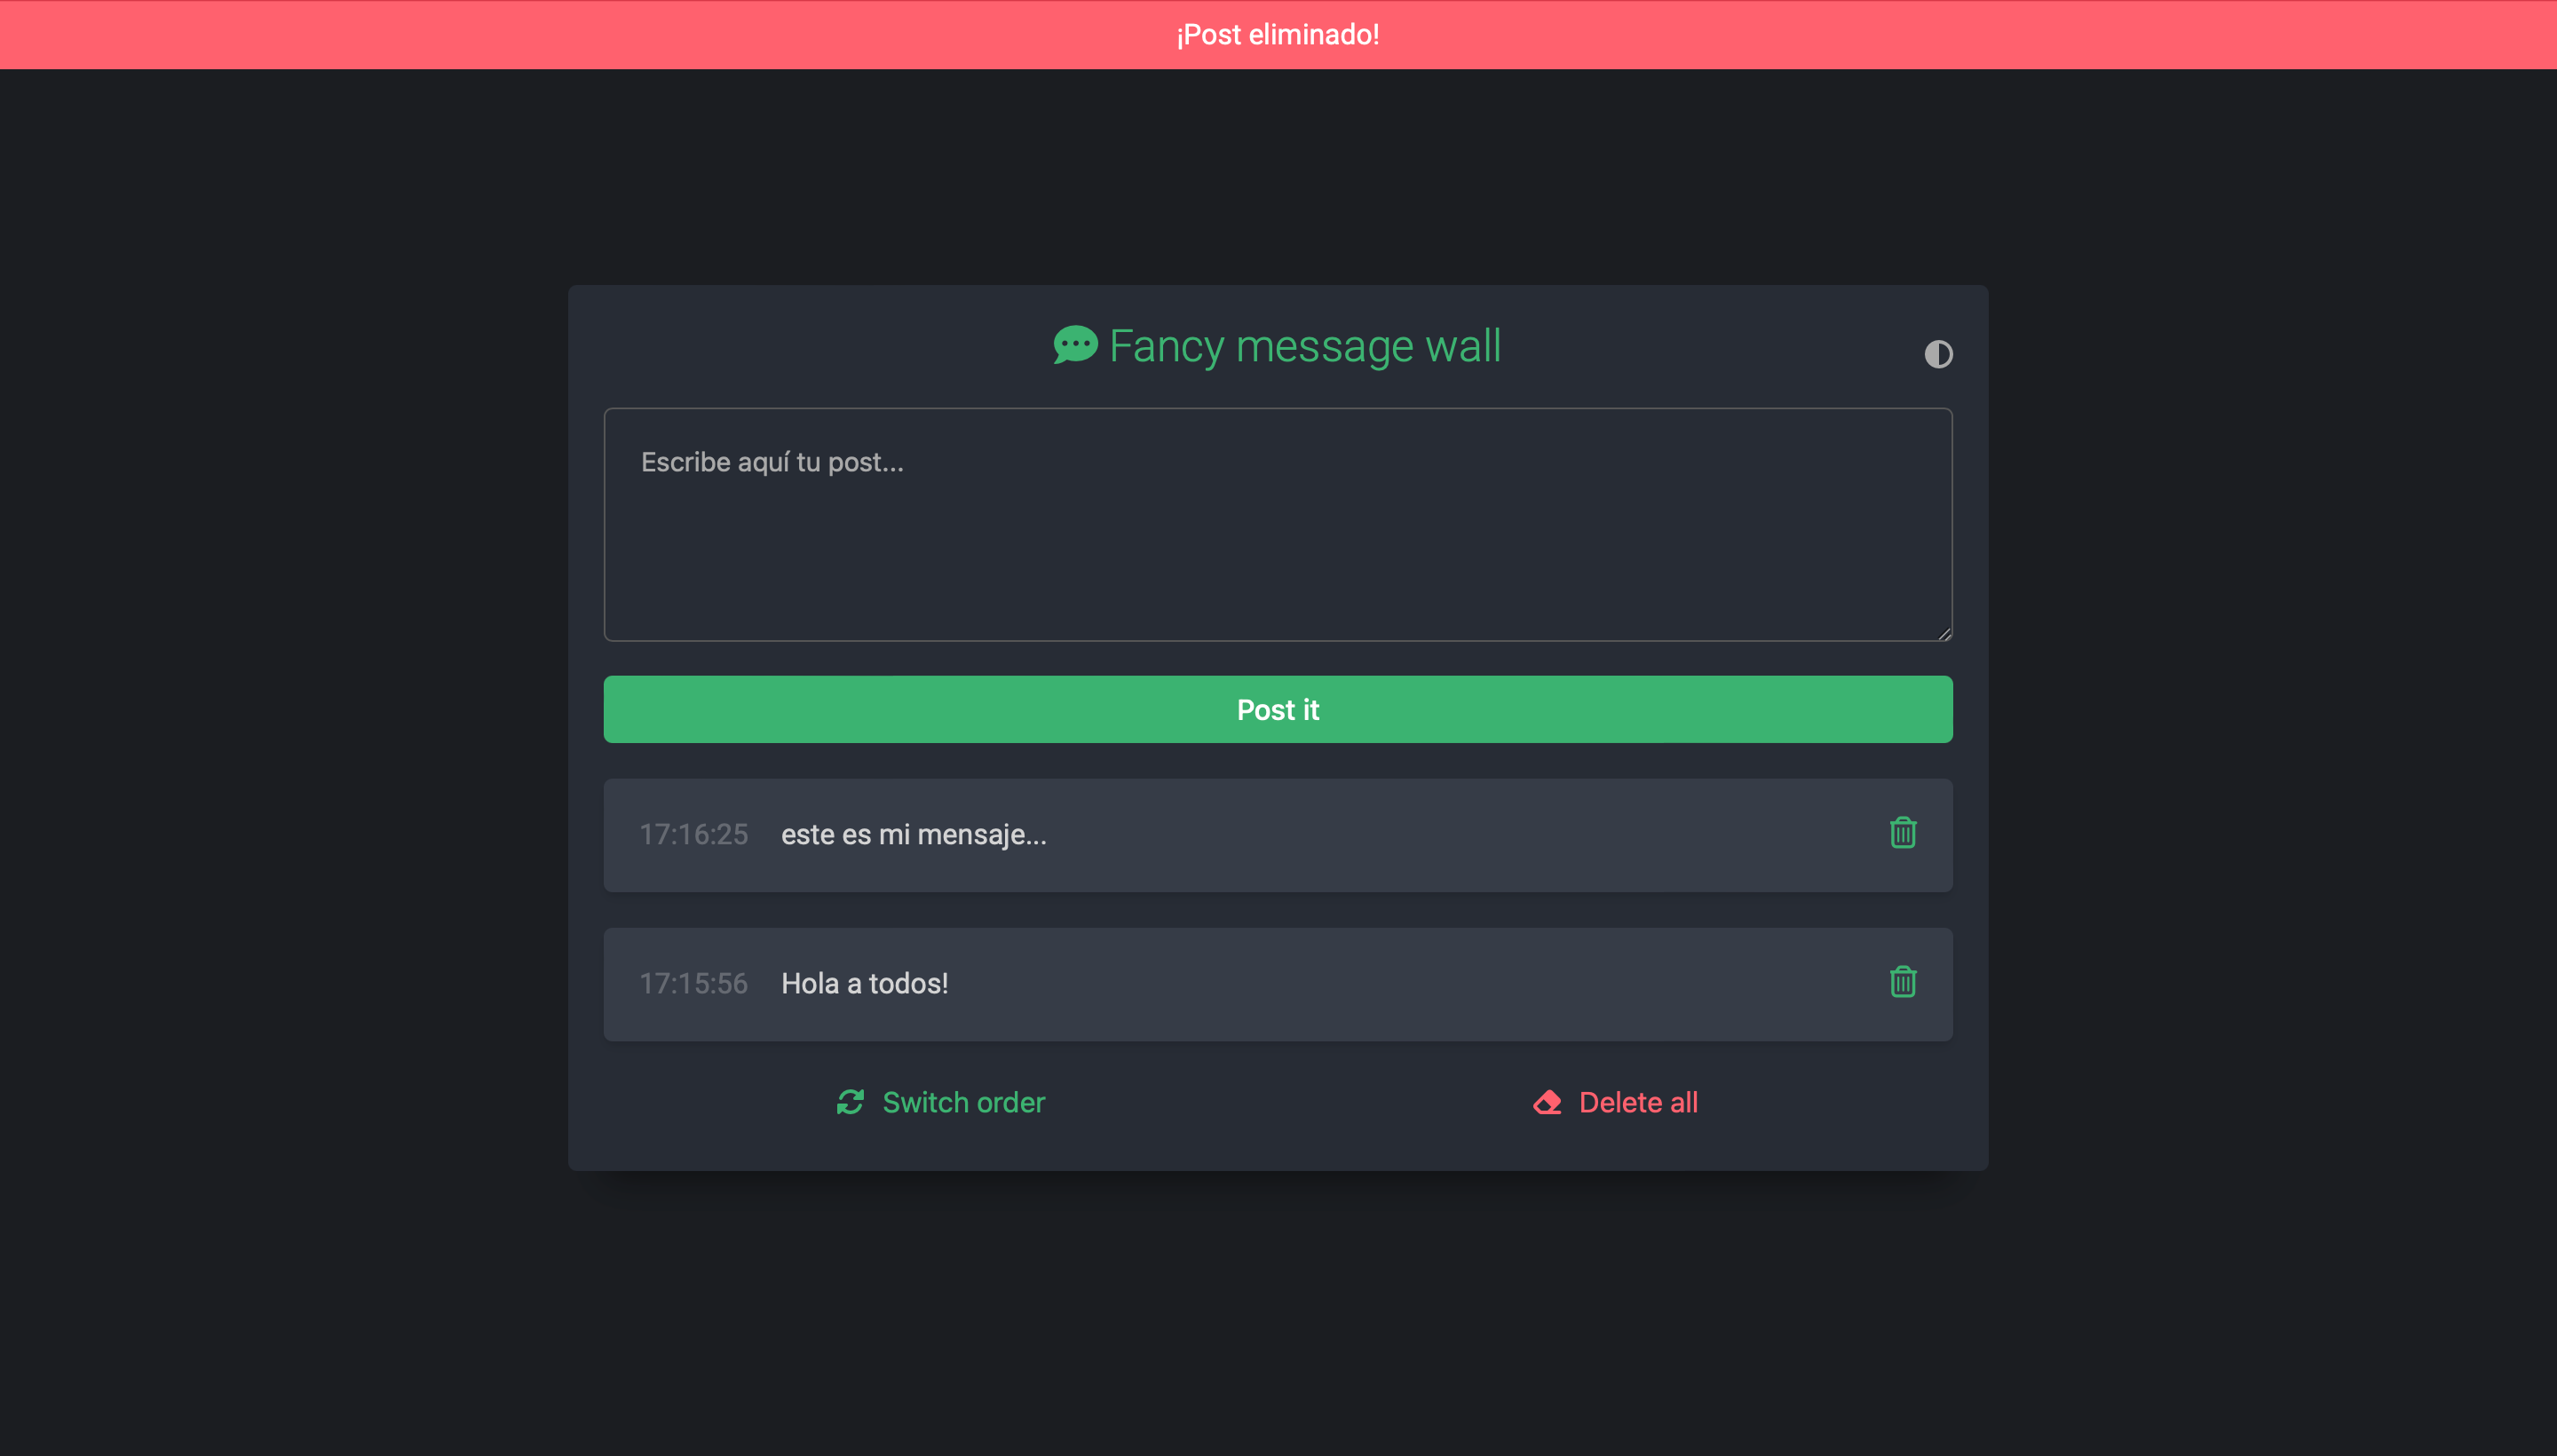 ¡Post eliminado!
Fancy message wall
Escribe aquí tu post...
Post it
17:16:25 este es mi mensaje...
17:15:56 Hola a todos!
Switch order
Delete all